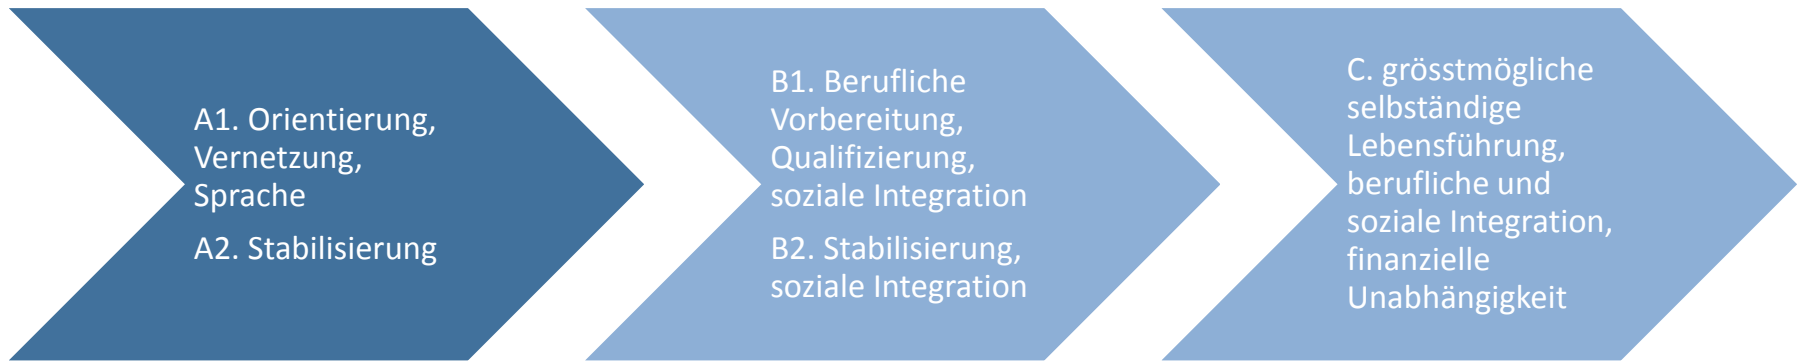 A1. Orientierung,
Vernetzung,
Sprache
A2. Stabilisierung
B1. Berufliche
Vorbereitung,
Qualifizierung,
soziale Integration
B2. Stabilisierung,
soziale Integration
C. grösstmögliche
selbständige
Lebensführung,
berufliche und
soziale Integration,
finanzielle
Unabhängigkeit